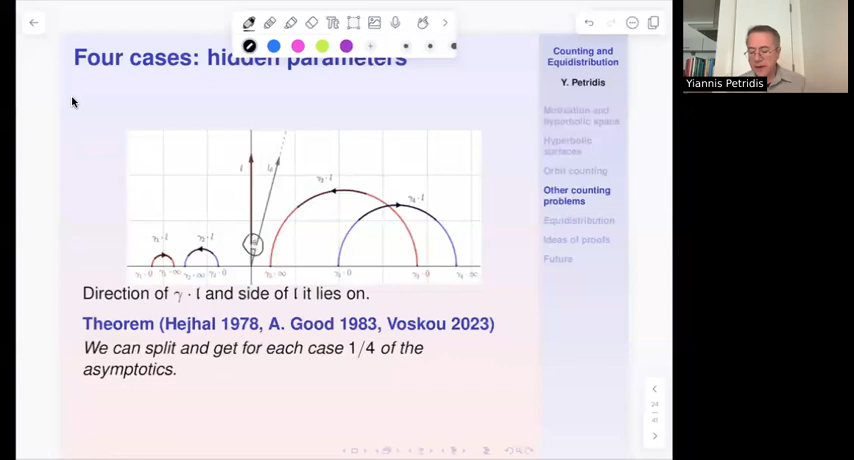 Four cases: hidden parameters
Counting and
Equidistribution
Y. Petridis
Motivation and
hyperbolic space
Hyperbolic
surfaces
Orbit counting
Other counting
problems
Equidistribution
Ideas of proofs
Future
Direction of γ · l and side of l it lies on.
Theorem (Hejhal 1978, A. Good 1983, Voskou 2023)
We can split and get for each case 1/4 of the
asymptotics.
24
41
Yiannis Petridis